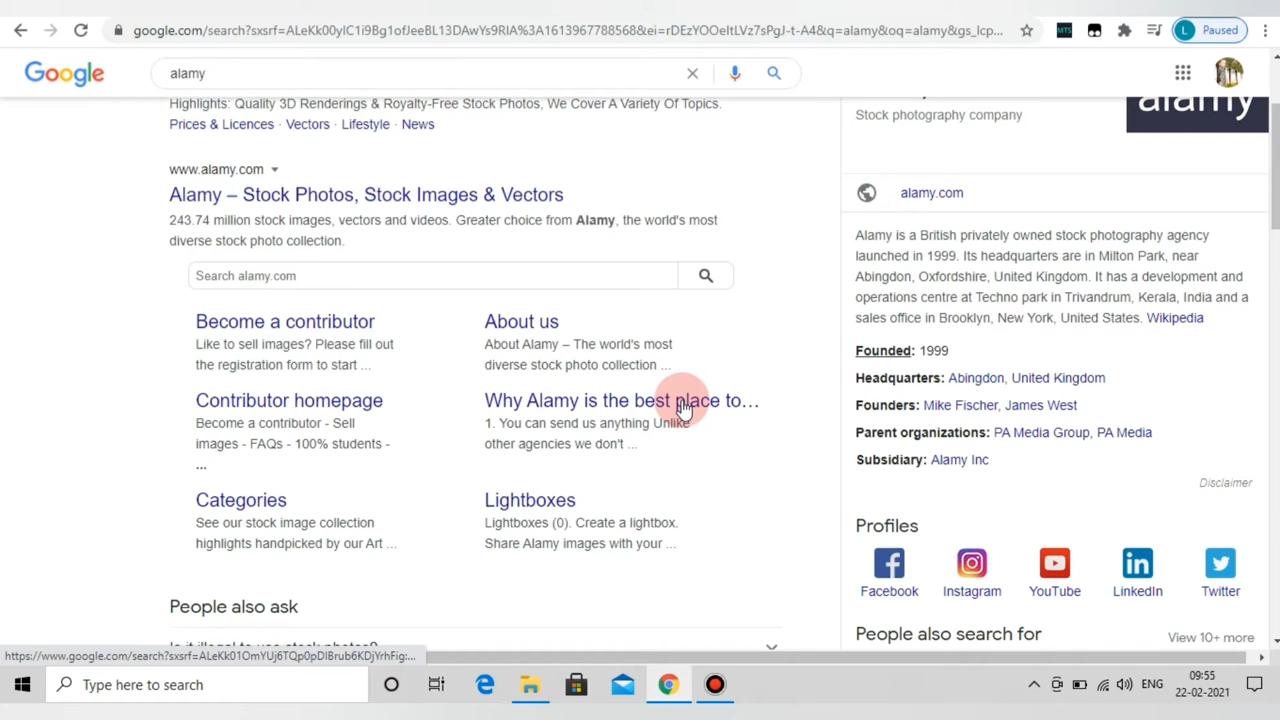 google.com/search?sxsrf=ALeKk00ylC1i9Bg1ofJeeBL13DAwYs9RIA%3A1613967788568&ei=rDEzYOOeItLVz7sPgJ-t-A4&q=alamy&oq=alamy&gs_lcp...
MTS
L Paused
Google
alamy
Highlights: Quality 3D Renderings & Royalty-Free Stock Photos, We Cover A Variety Of Topics.
Prices & Licences · Vectors · Lifestyle · News
www.alamy.com
Alamy – Stock Photos, Stock Images & Vectors
243.74 million stock images, vectors and videos. Greater choice from Alamy, the world's most
diverse stock photo collection.
Search alamy.com
Become a contributor
Like to sell images? Please fill out
the registration form to start ...
About us
About Alamy – The world's most
diverse stock photo collection ...
Contributor homepage
Become a contributor - Sell
images - FAQs - 100% students -
...
Why Alamy is the best place to...
1. You can send us anything Unlike
other agencies we don't ...
Categories
See our stock image collection
highlights handpicked by our Art ...
Lightboxes
Lightboxes (0). Create a lightbox.
Share Alamy images with your ...
People also ask
Is it illegal to use stock photos?
Stock photography company
alamy
alamy.com
Alamy is a British privately owned stock photography agency
launched in 1999. Its headquarters are in Milton Park, near
Abingdon, Oxfordshire, United Kingdom. It has a development and
operations centre at Techno park in Trivandrum, Kerala, India and a
sales office in Brooklyn, New York, United States. Wikipedia
Founded: 1999
Headquarters: Abingdon, United Kingdom
Founders: Mike Fischer, James West
Parent organizations: PA Media Group, PA Media
Subsidiary: Alamy Inc
Disclaimer
Profiles
Facebook
Instagram
YouTube
LinkedIn
Twitter
People also search for
View 10+ more
https://www.google.com/search?sxsrf=ALeKk01OmYUj6TQp0pDIBrub6KDjYrhFig:...
Type here to search
ENG
09:55
22-02-2021